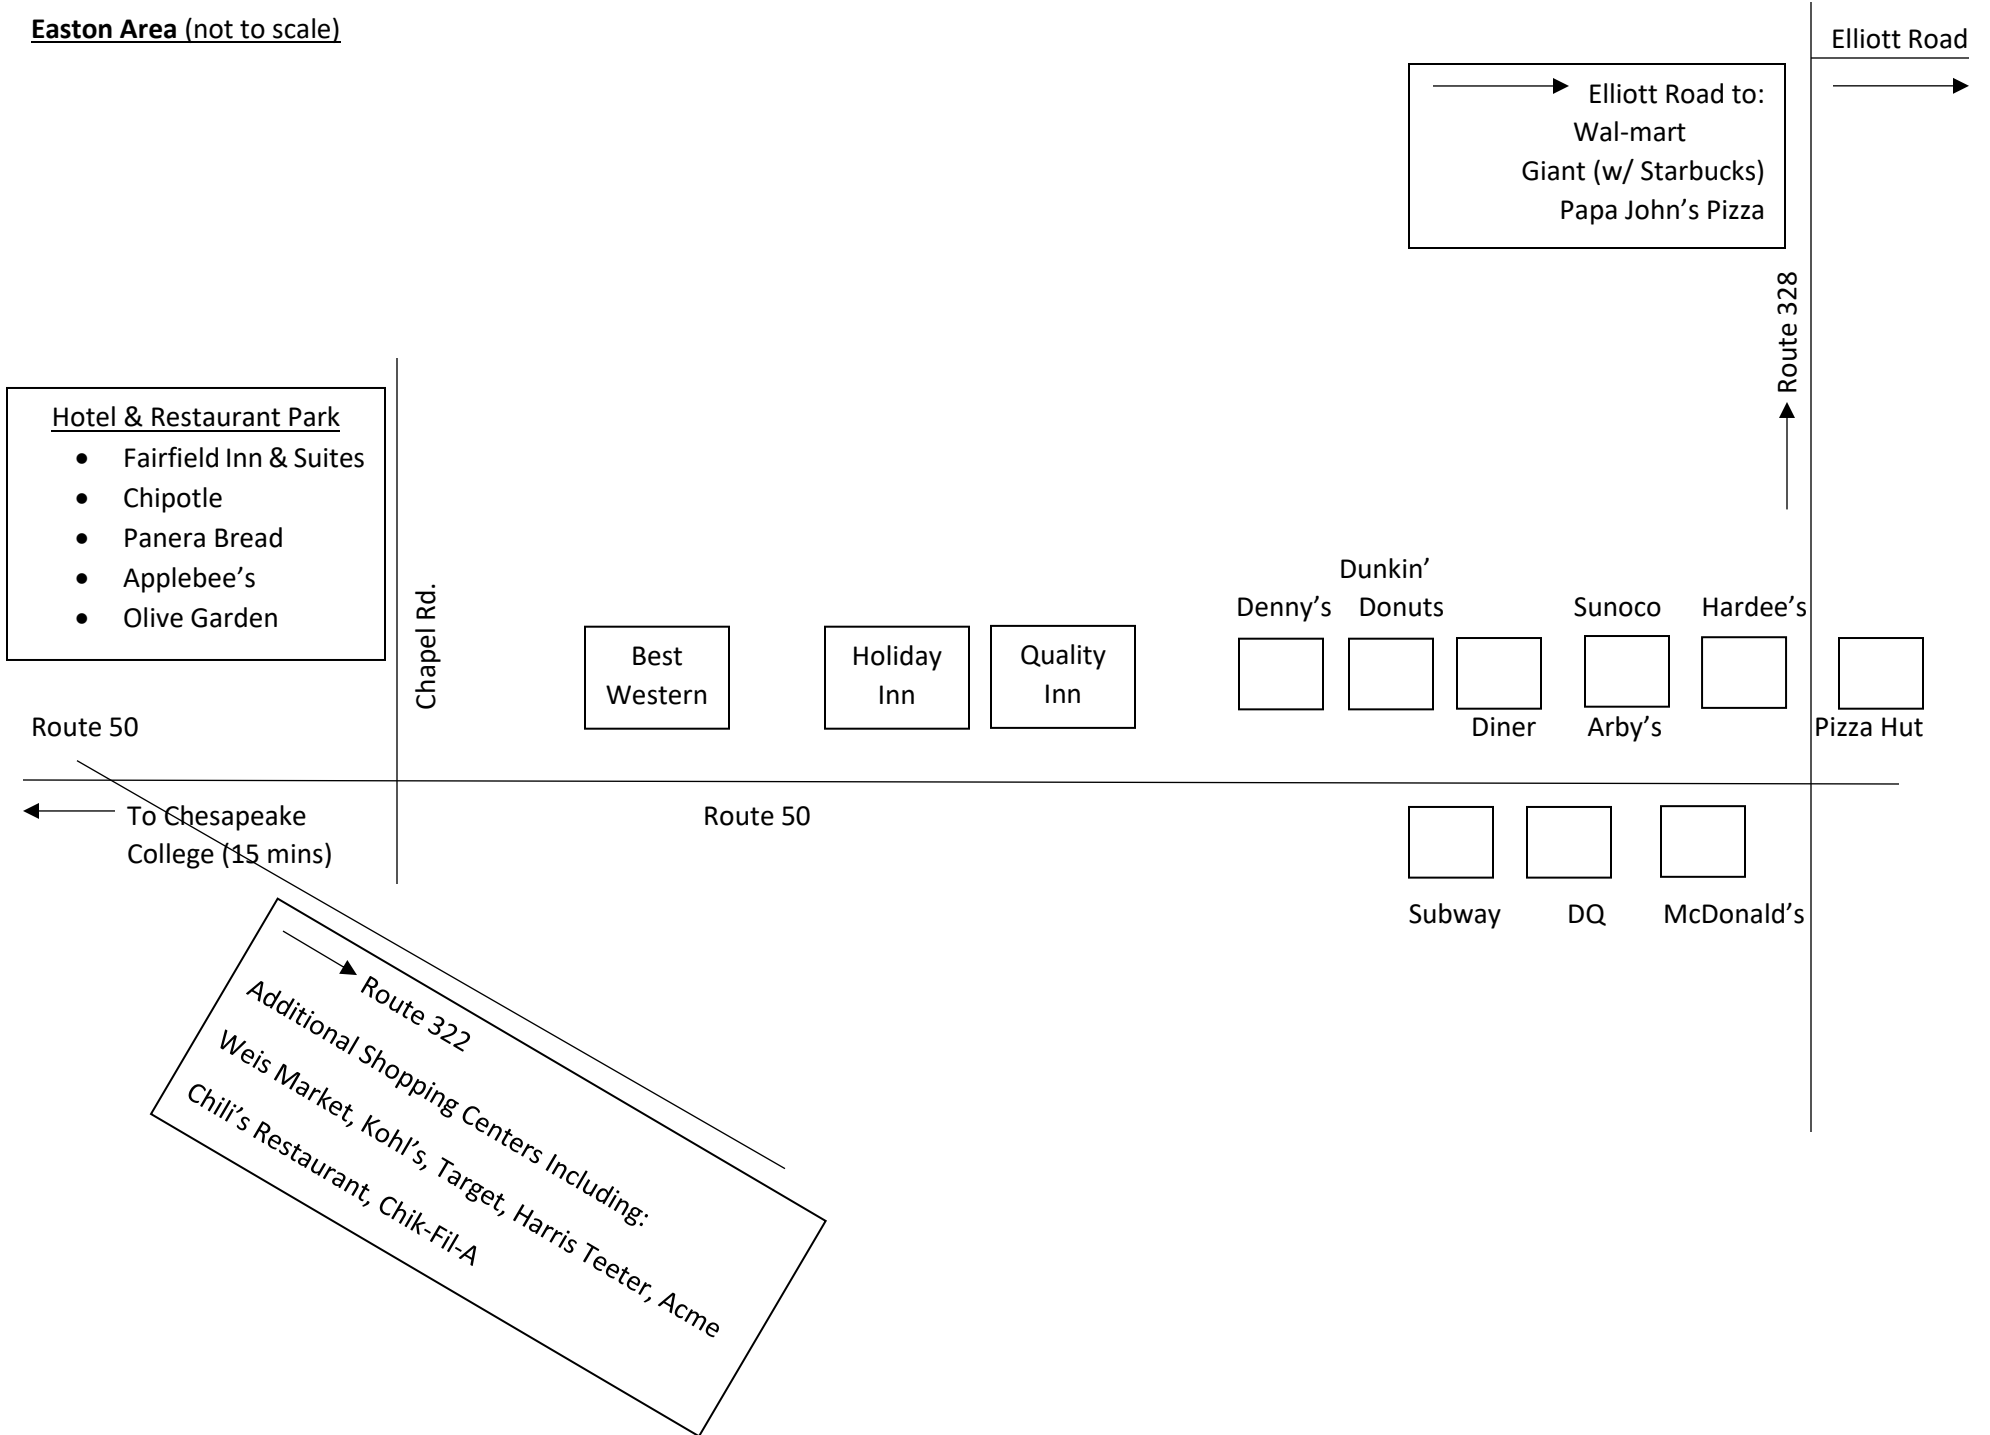 Easton Area (not to scale)
Elliott Road
Elliott Road to:
Wal-mart
Giant (w/ Starbucks)
Papa John’s Pizza
Route 328
Hotel & Restaurant Park
• Fairfield Inn & Suites
• Chipotle
• Panera Bread
• Applebee’s
• Olive Garden
Chapel Rd.
Best
Western
Holiday
Inn
Quality
Inn
Denny’s
Dunkin’
Donuts
Diner
Sunoco
Arby’s
Hardee’s
Pizza Hut
Route 50
To Chesapeake
College (15 mins)
Route 50
Subway
DQ
McDonald’s
Route 322
Additional Shopping Centers Including:
Weis Market, Kohl’s, Target, Harris Teeter, Acme
Chili’s Restaurant, Chik-Fil-A